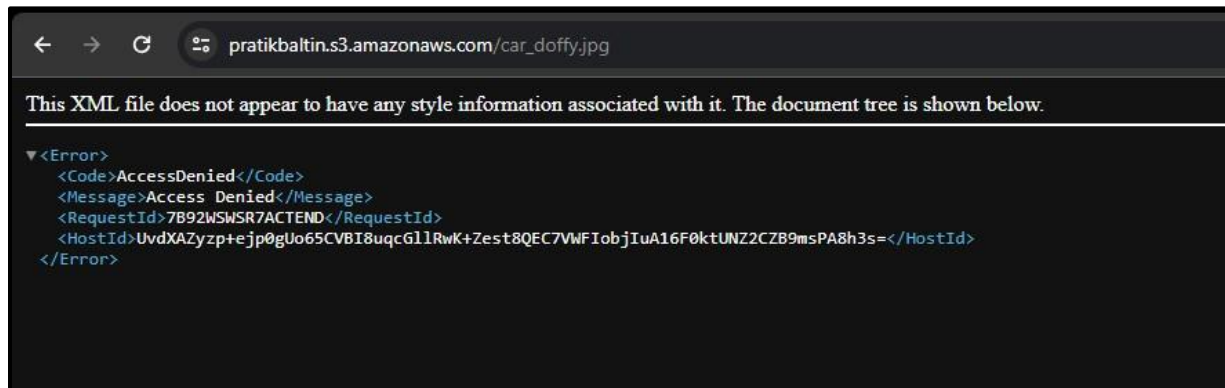 pratikbaltin.s3.amazonaws.com/car_doffy.jpg
This XML file does not appear to have any style information associated with it. The document tree is shown below.
▼<Error>
<Code>AccessDenied</Code>
<Message>Access Denied</Message>
<RequestId>7B92WSWSR7ACTEND</RequestId>
<HostId>UvdXAZyzp+ejp0gUo65CVBI8uqcGllRwK+Zest8QEC7VWFIobjIuA16F0ktUNZ2CZB9msPA8h3s=</HostId>
</Error>